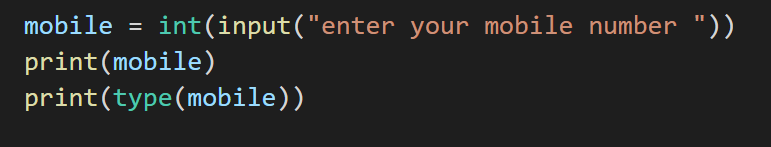 mobile = int(input("enter your mobile number "))
print(mobile)
print(type(mobile))